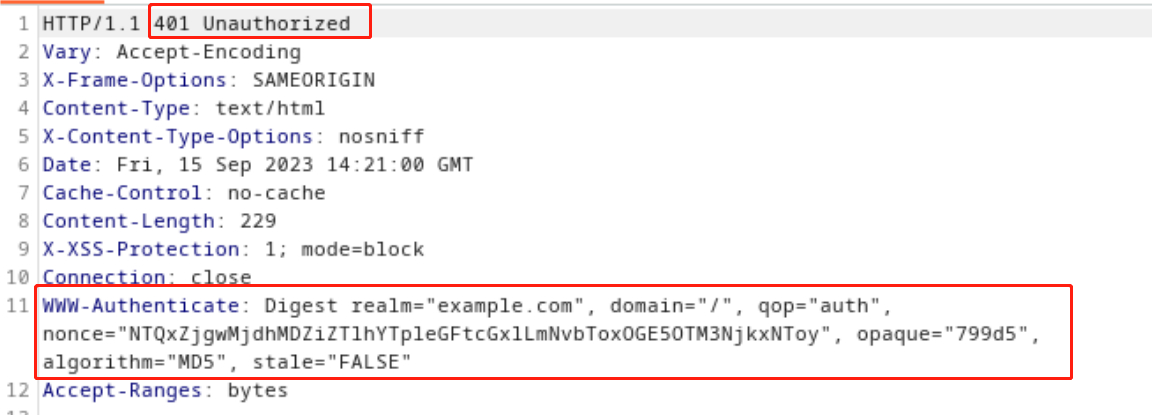 1 HTTP/1.1 401 Unauthorized
2 Vary: Accept-Encoding
3 X-Frame-Options: SAMEORIGIN
4 Content-Type: text/html
5 X-Content-Type-Options: nosniff
6 Date: Fri, 15 Sep 2023 14:21:00 GMT
7 Cache-Control: no-cache
8 Content-Length: 229
9 X-XSS-Protection: 1; mode=block
10 Connection: close
11 WWW-Authenticate: Digest realm="example.com", domain="/", qop="auth",
nonce="NTQxZjgwMjdhMDZiZTlhYTpleGFtcGxlLmNvbToxOGE5OTM3NjkxNToy", opaque="799d5",
algorithm="MD5", stale="FALSE"
12 Accept-Ranges: bytes